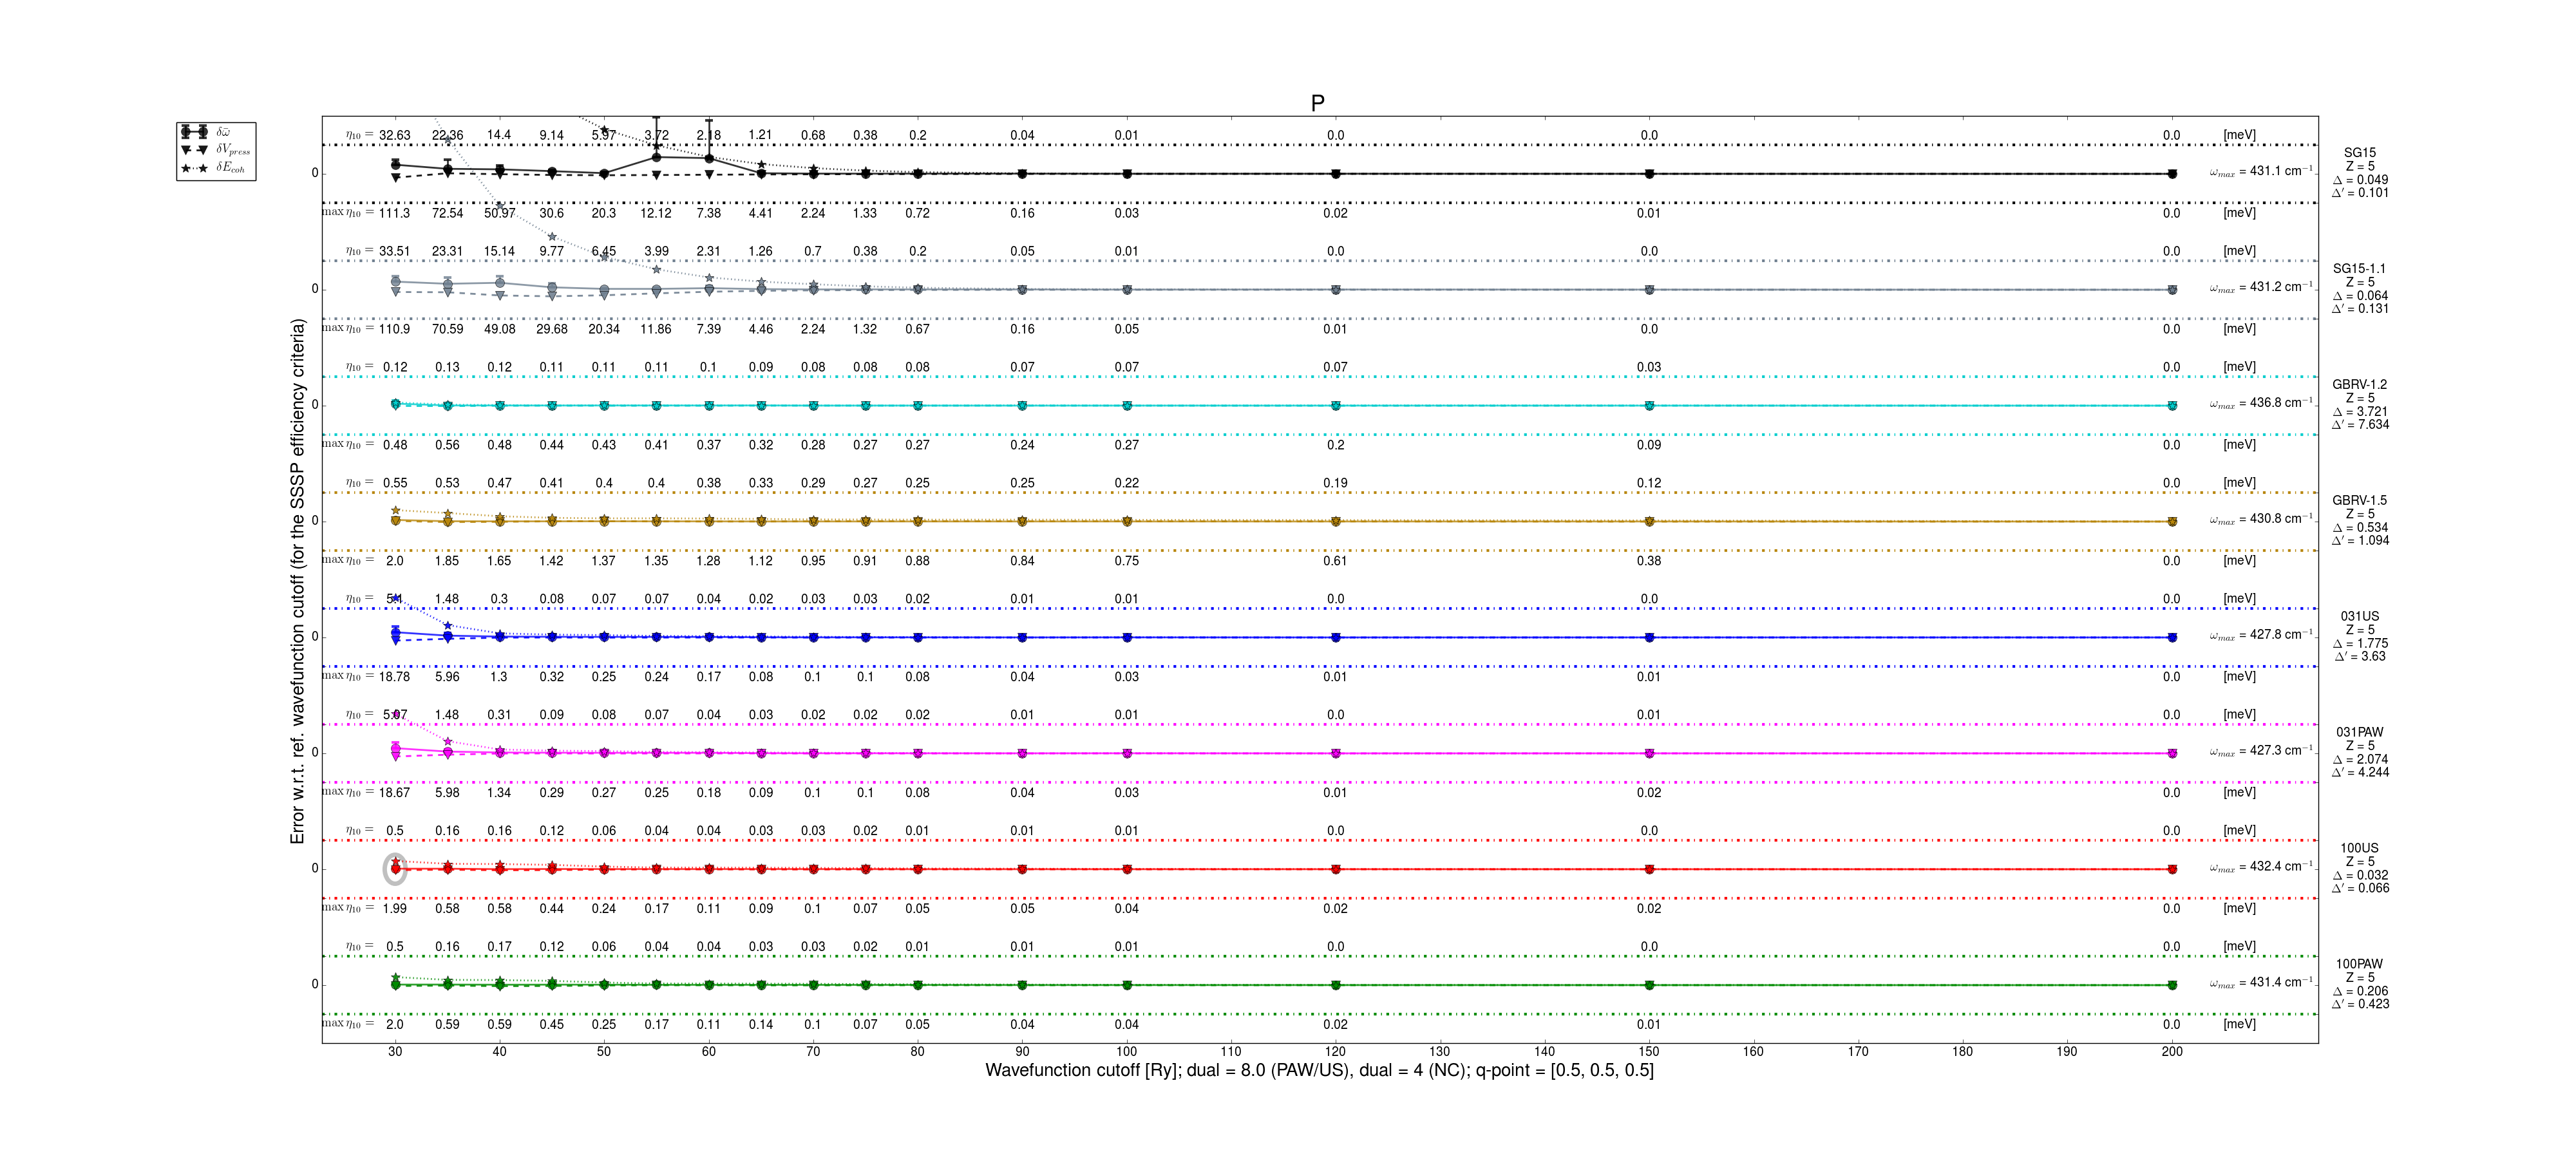 P
δω̄
δV_press
δE_coh
Error w.r.t. ref. wavefunction cutoff (for the SSSP efficiency criteria)
η₁₀ = 32.63 22.36 14.4 9.14 5.97 3.72 2.18 1.21 0.68 0.38 0.2 0.04 0.01 0.0 0.0 0.0 [meV]
0 ω_max = 431.1 cm⁻¹
max η₁₀ = 111.3 72.54 50.97 30.6 20.3 12.12 7.38 4.41 2.24 1.33 0.72 0.16 0.03 0.02 0.01 0.0 [meV]
SG15
Z = 5
Δ = 0.049
Δ′ = 0.101
η₁₀ = 33.51 23.31 15.14 9.77 6.45 3.99 2.31 1.26 0.7 0.38 0.2 0.05 0.01 0.0 0.0 0.0 [meV]
0 ω_max = 431.2 cm⁻¹
max η₁₀ = 110.9 70.59 49.08 29.68 20.34 11.86 7.39 4.46 2.24 1.32 0.67 0.16 0.05 0.01 0.0 0.0 [meV]
SG15-1.1
Z = 5
Δ = 0.064
Δ′ = 0.131
η₁₀ = 0.12 0.13 0.12 0.11 0.11 0.11 0.1 0.09 0.08 0.08 0.08 0.07 0.07 0.07 0.03 0.0 [meV]
0 ω_max = 436.8 cm⁻¹
max η₁₀ = 0.48 0.56 0.48 0.44 0.43 0.41 0.37 0.32 0.28 0.27 0.27 0.24 0.27 0.2 0.09 0.0 [meV]
GBRV-1.2
Z = 5
Δ = 3.721
Δ′ = 7.634
η₁₀ = 0.55 0.53 0.47 0.41 0.4 0.4 0.38 0.33 0.29 0.27 0.25 0.25 0.22 0.19 0.12 0.0 [meV]
0 ω_max = 430.8 cm⁻¹
max η₁₀ = 2.0 1.85 1.65 1.42 1.37 1.35 1.28 1.12 0.95 0.91 0.88 0.84 0.75 0.61 0.38 0.0 [meV]
GBRV-1.5
Z = 5
Δ = 0.534
Δ′ = 1.094
η₁₀ = 1.48 0.3 0.08 0.07 0.07 0.04 0.02 0.03 0.03 0.02 0.01 0.01 0.0 0.0 0.0 [meV]
0 ω_max = 427.8 cm⁻¹
max η₁₀ = 18.78 5.96 1.3 0.32 0.25 0.24 0.17 0.08 0.1 0.1 0.08 0.04 0.03 0.01 0.01 0.0 [meV]
031US
Z = 5
Δ = 1.775
Δ′ = 3.63
η₁₀ = 1.48 0.31 0.09 0.08 0.07 0.04 0.03 0.02 0.02 0.02 0.01 0.01 0.0 0.01 0.0 [meV]
0 ω_max = 427.3 cm⁻¹
max η₁₀ = 18.67 5.98 1.34 0.29 0.27 0.25 0.18 0.09 0.1 0.1 0.08 0.04 0.03 0.01 0.02 0.0 [meV]
031PAW
Z = 5
Δ = 2.074
Δ′ = 4.244
η₁₀ = 0.5 0.16 0.16 0.12 0.06 0.04 0.04 0.03 0.03 0.02 0.01 0.01 0.01 0.0 0.0 0.0 [meV]
0 ω_max = 432.4 cm⁻¹
max η₁₀ = 1.99 0.58 0.58 0.44 0.24 0.17 0.11 0.09 0.1 0.07 0.05 0.05 0.04 0.02 0.02 0.0 [meV]
100US
Z = 5
Δ = 0.032
Δ′ = 0.066
η₁₀ = 0.5 0.16 0.17 0.12 0.06 0.04 0.04 0.03 0.03 0.02 0.01 0.01 0.01 0.0 0.0 0.0 [meV]
0 ω_max = 431.4 cm⁻¹
max η₁₀ = 2.0 0.59 0.59 0.45 0.25 0.17 0.11 0.14 0.1 0.07 0.05 0.04 0.04 0.02 0.01 0.0 [meV]
100PAW
Z = 5
Δ = 0.206
Δ′ = 0.423
30 40 50 60 70 80 90 100 110 120 130 140 150 160 170 180 190 200
Wavefunction cutoff [Ry]; dual = 8.0 (PAW/US), dual = 4 (NC); q-point = [0.5, 0.5, 0.5]